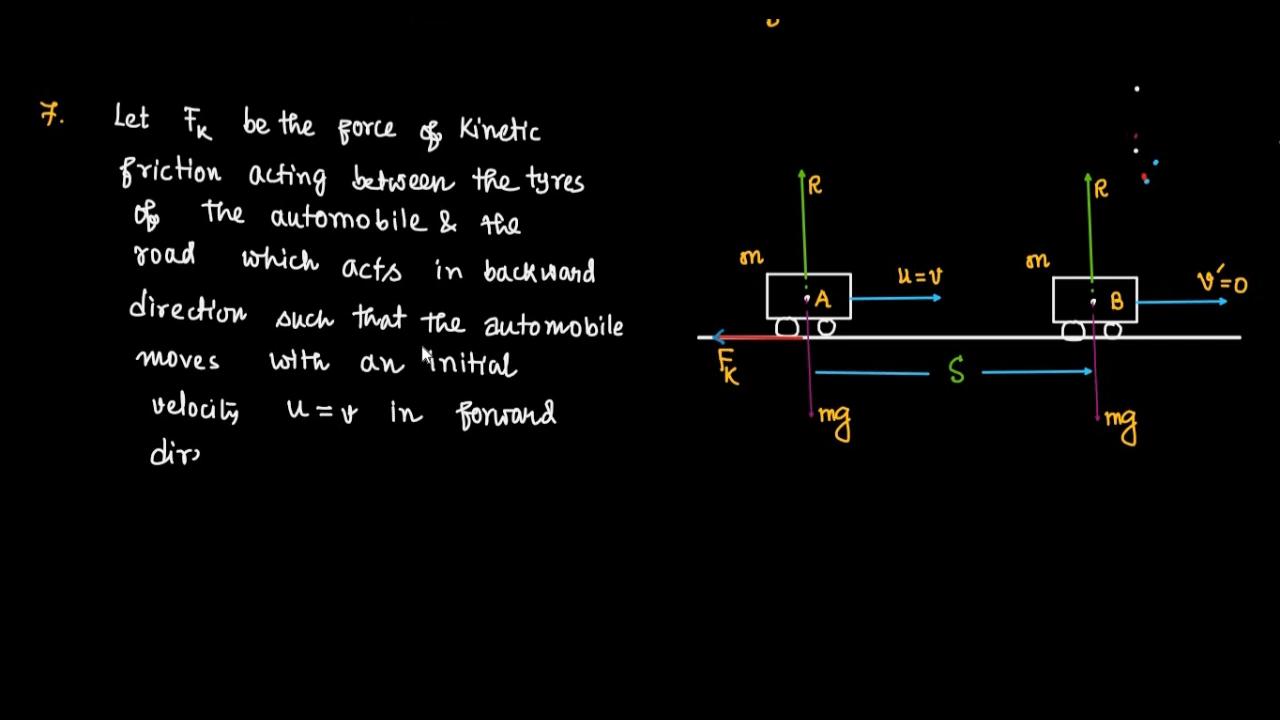 7. Let Fk be the force of Kinetic
friction acting between the tyres
of the automobile & the
road which acts in backward
direction such that the automobile
moves with an initial
velocity u = v in forward
dir
R
m
A
u = v
Fk
mg
S
R
m
B
v' = 0
mg